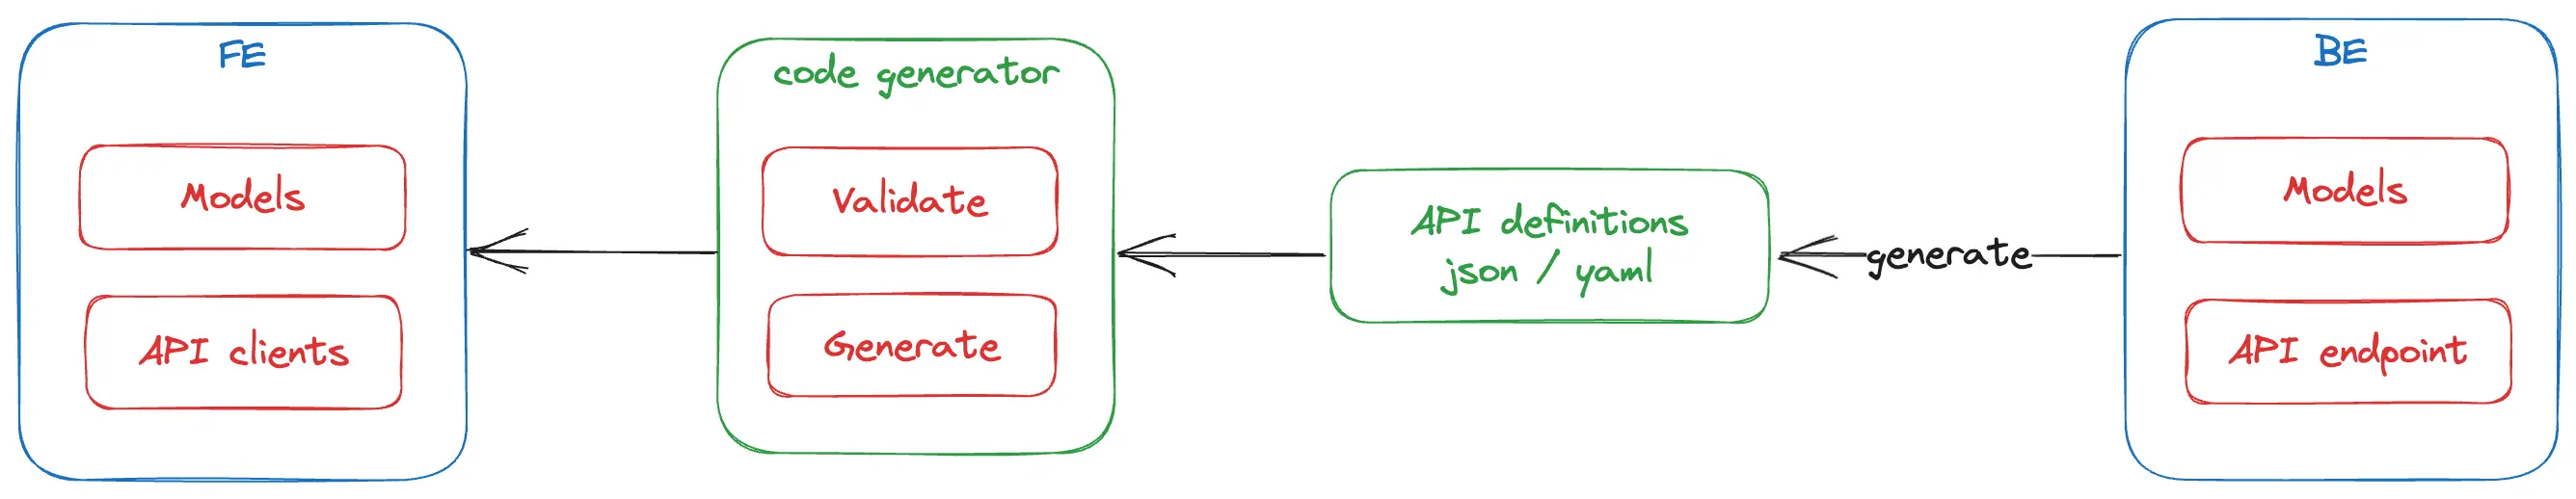 FE
Models
API clients
code generator
Validate
Generate
API definitions
json / yaml
generate
BE
Models
API endpoint